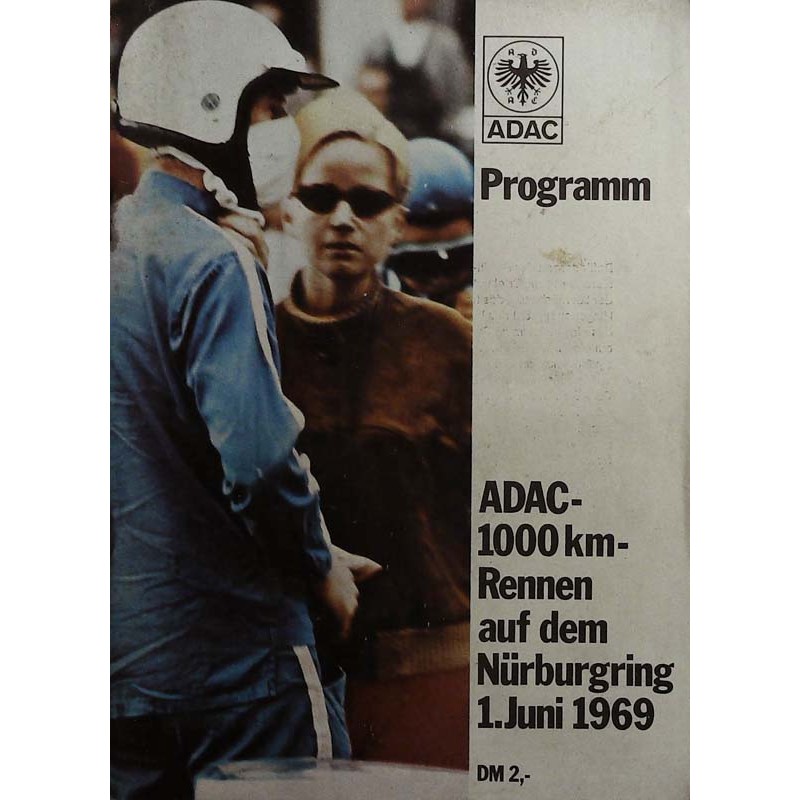 A D
A C
ADAC
Programm
ADAC-
1000 km-
Rennen
auf dem
Nürburgring
1.Juni 1969
DM 2,-